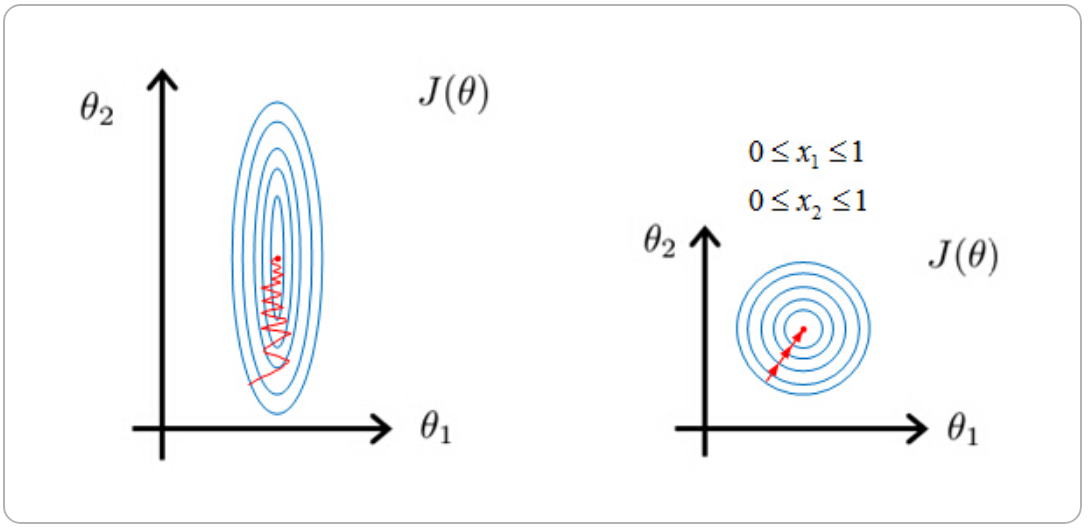 θ₂
J(θ)
θ₁
0 ≤ x₁ ≤ 1
0 ≤ x₂ ≤ 1
θ₂
J(θ)
θ₁